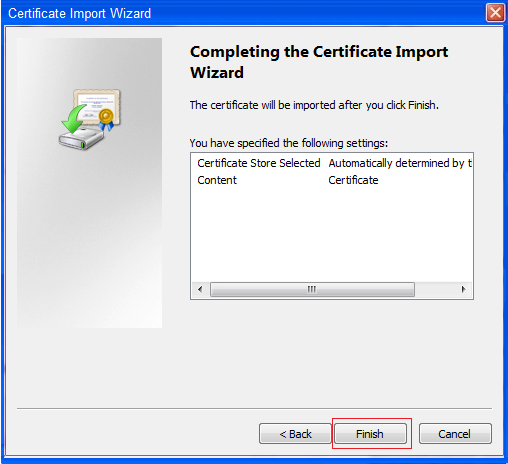 Certificate Import Wizard
Completing the Certificate Import
Wizard
The certificate will be imported after you click Finish.
You have specified the following settings:
Certificate Store Selected Automatically determined by t
Content Certificate
< Back Finish Cancel